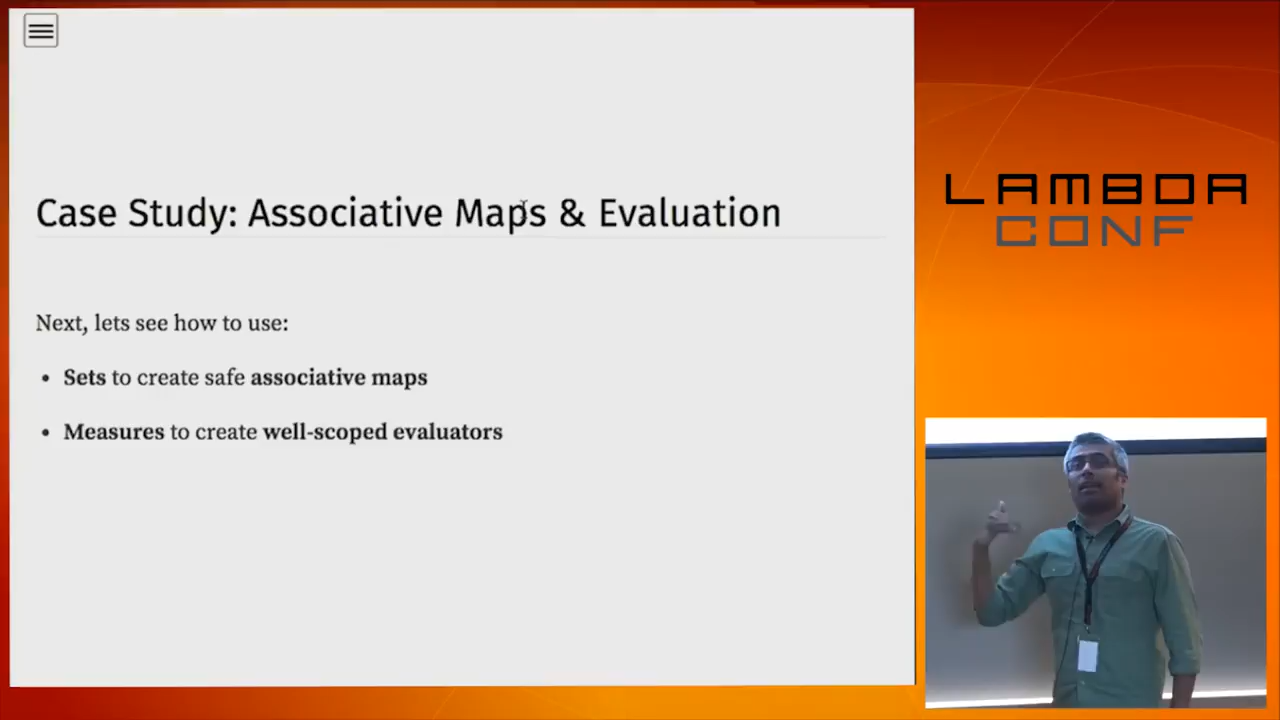 Case Study: Associative Maps & Evaluation
Next, lets see how to use:
• Sets to create safe associative maps
• Measures to create well-scoped evaluators
LAMBDA
CONF